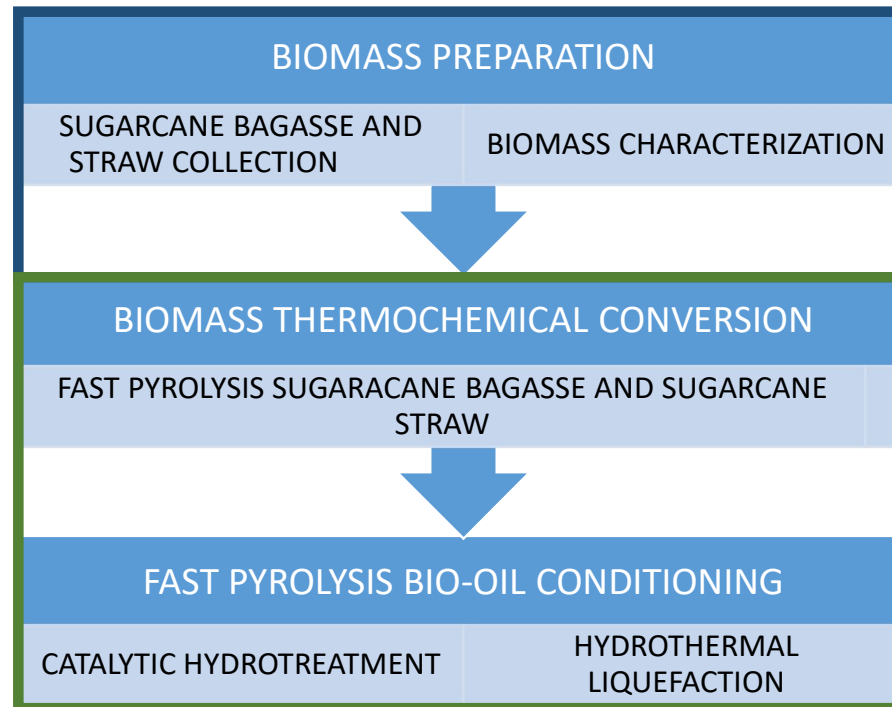 BIOMASS PREPARATION
SUGARCANE BAGASSE AND
STRAW COLLECTION
BIOMASS CHARACTERIZATION
BIOMASS THERMOCHEMICAL CONVERSION
FAST PYROLYSIS SUGARACANE BAGASSE AND SUGARCANE
STRAW
FAST PYROLYSIS BIO-OIL CONDITIONING
CATALYTIC HYDROTREATMENT
HYDROTHERMAL
LIQUEFACTION